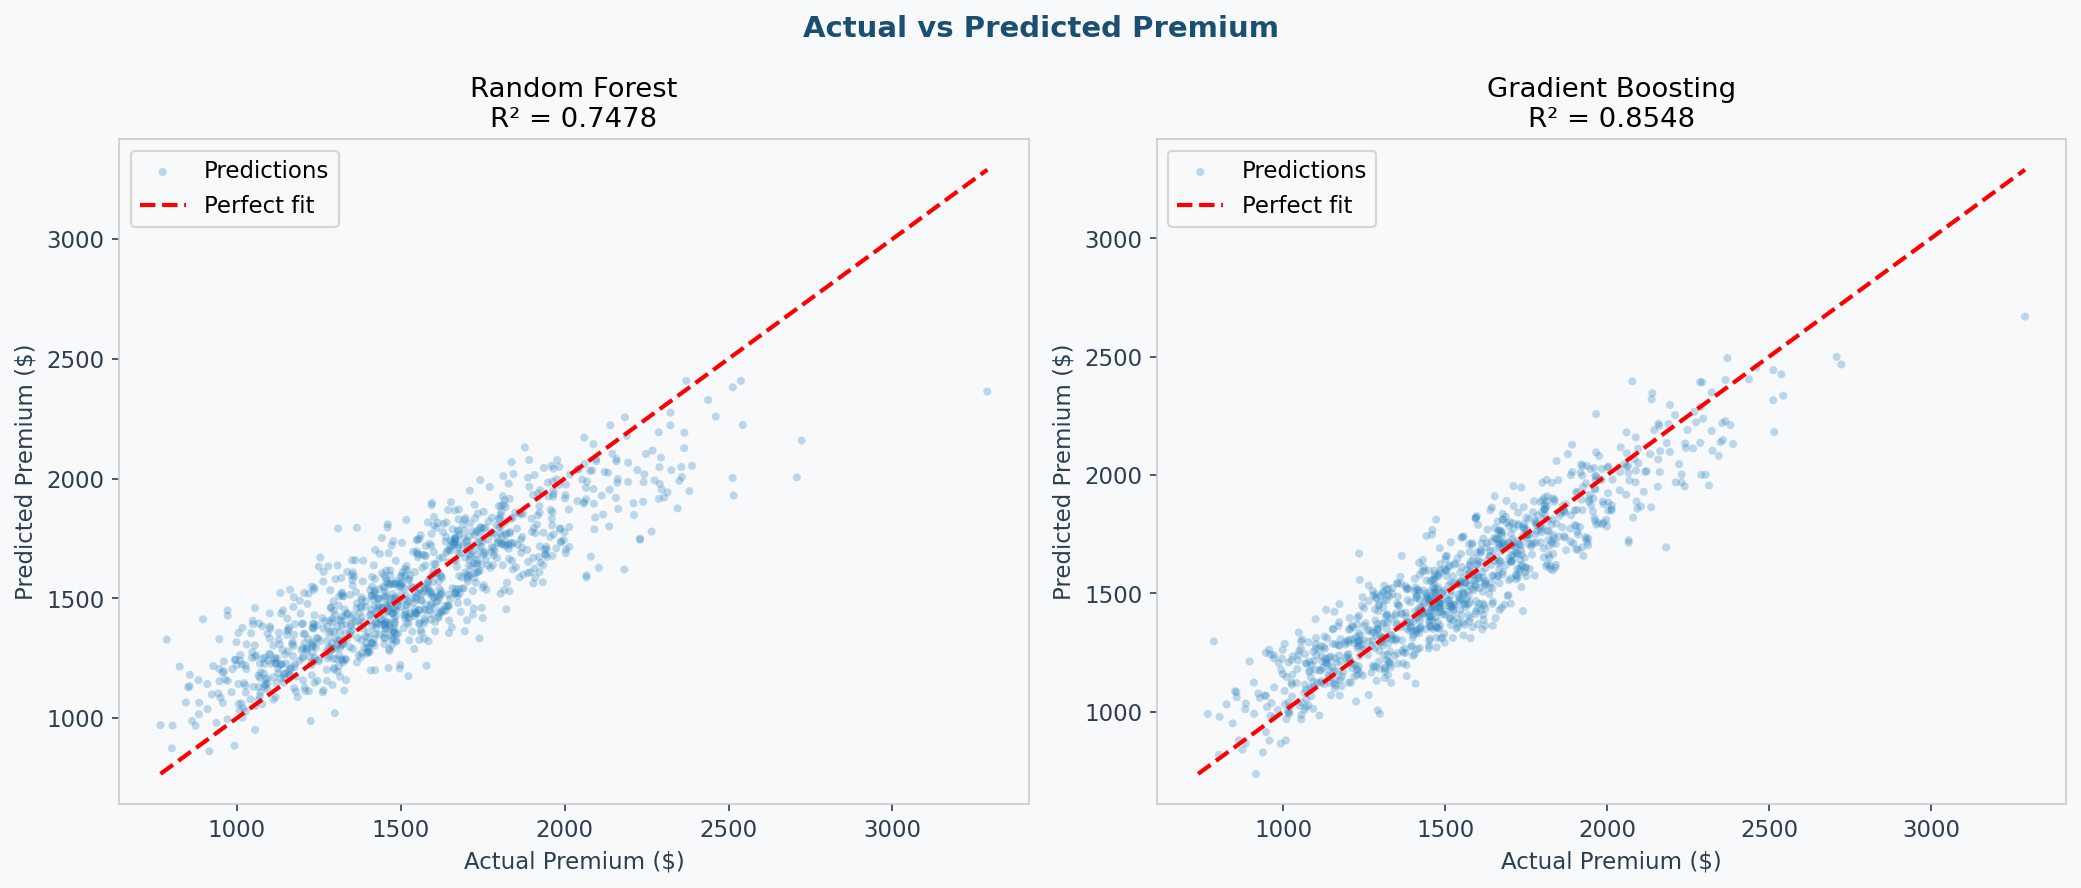 Actual vs Predicted Premium
Random Forest
R² = 0.7478
Predictions
Perfect fit
3000
2500
2000
1500
1000
Predicted Premium ($)
1000 1500 2000 2500 3000
Actual Premium ($)
Gradient Boosting
R² = 0.8548
Predictions
Perfect fit
3000
2500
2000
1500
1000
Predicted Premium ($)
1000 1500 2000 2500 3000
Actual Premium ($)